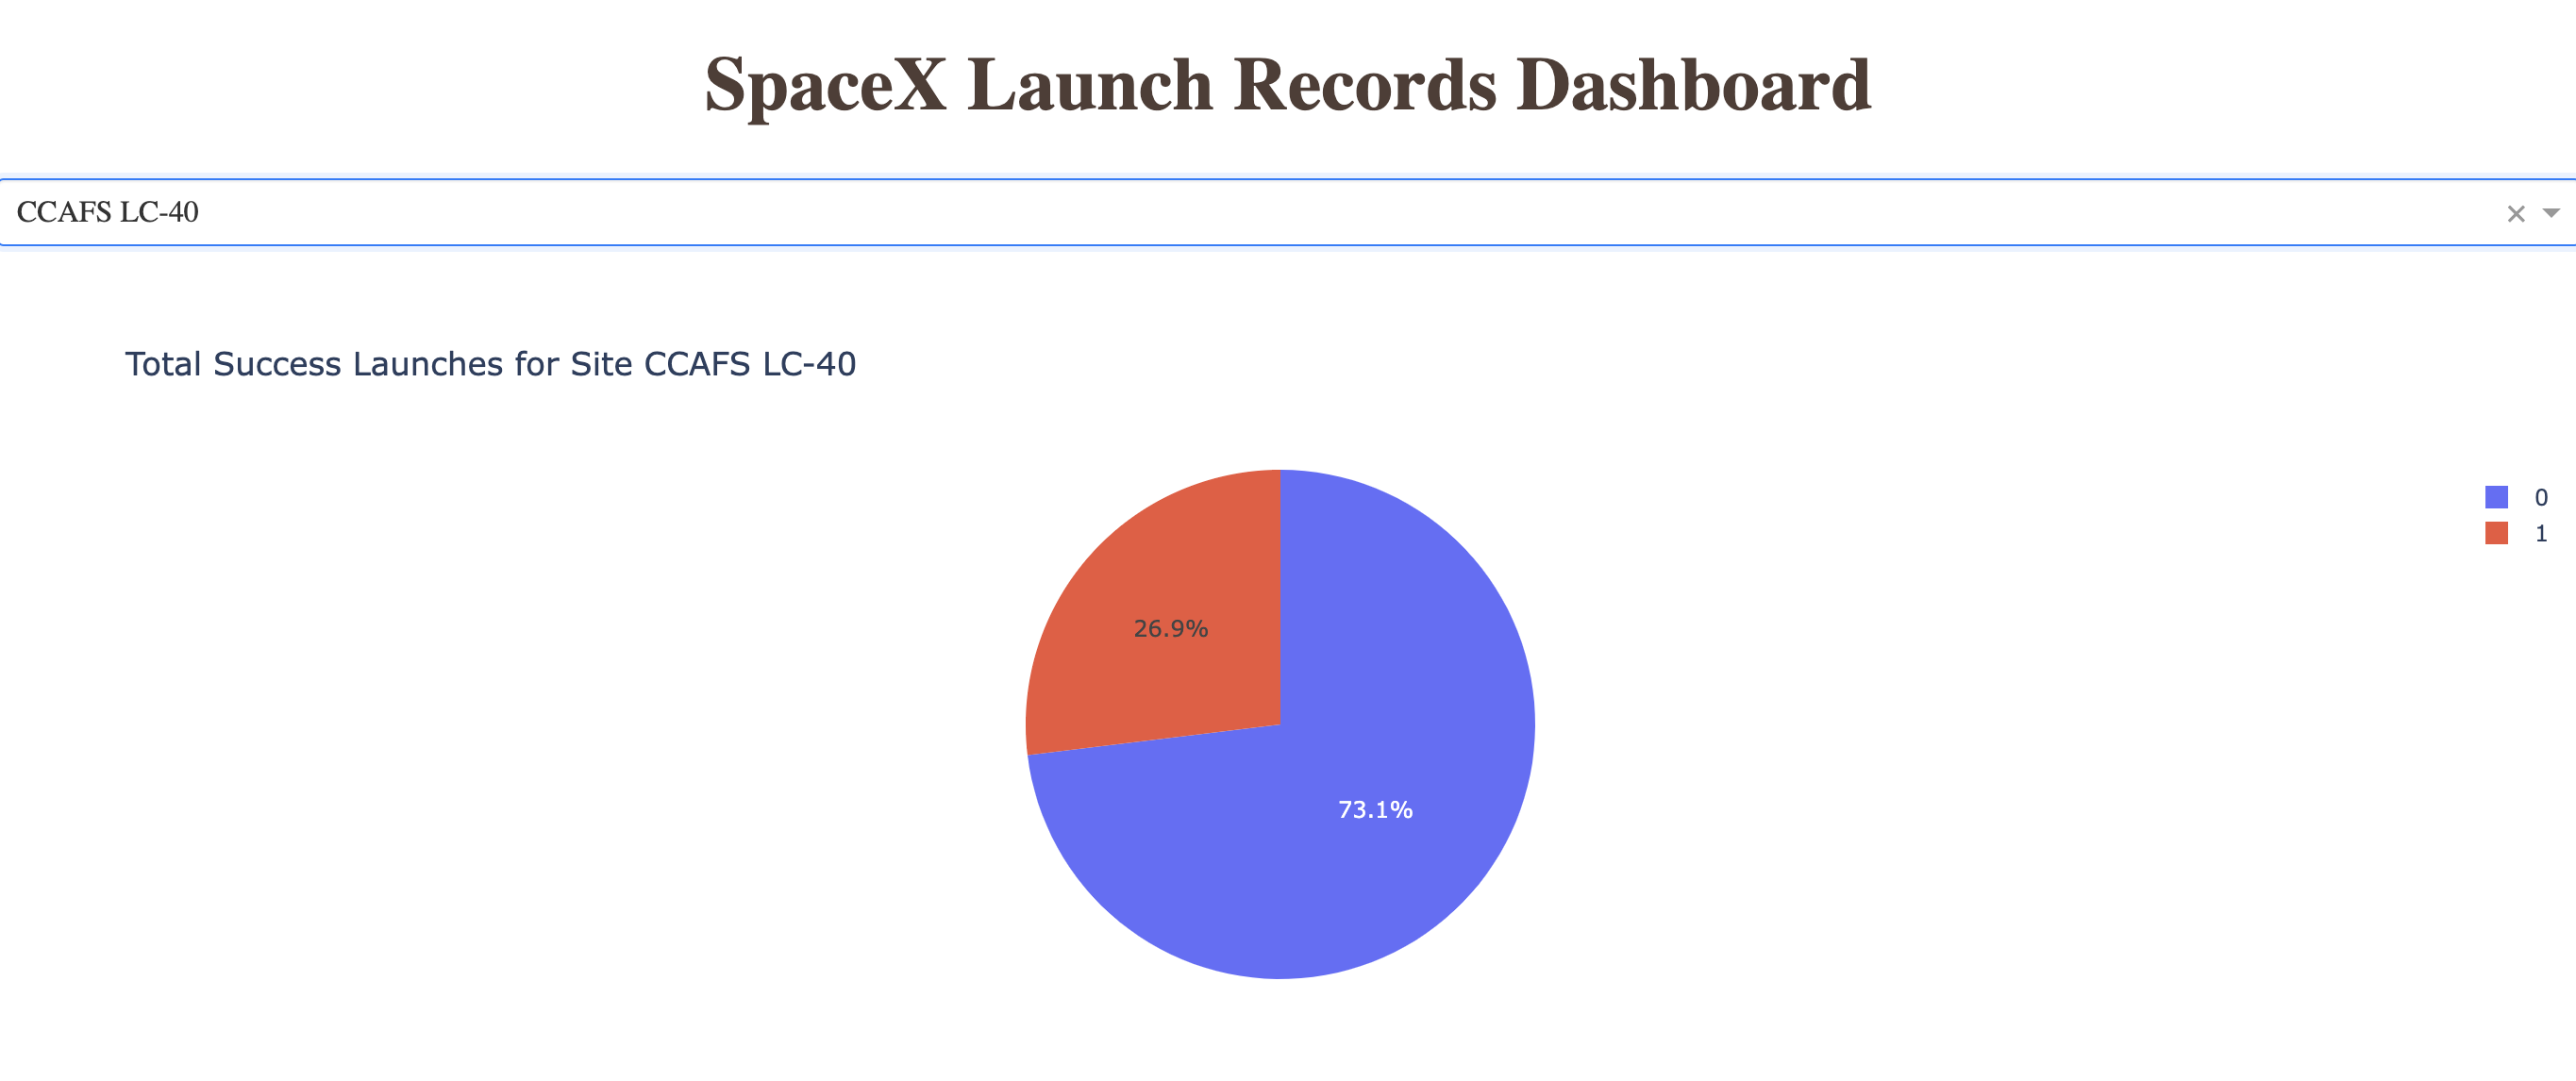 SpaceX Launch Records Dashboard
CCAFS LC-40
Total Success Launches for Site CCAFS LC-40
0
1
26.9%
73.1%